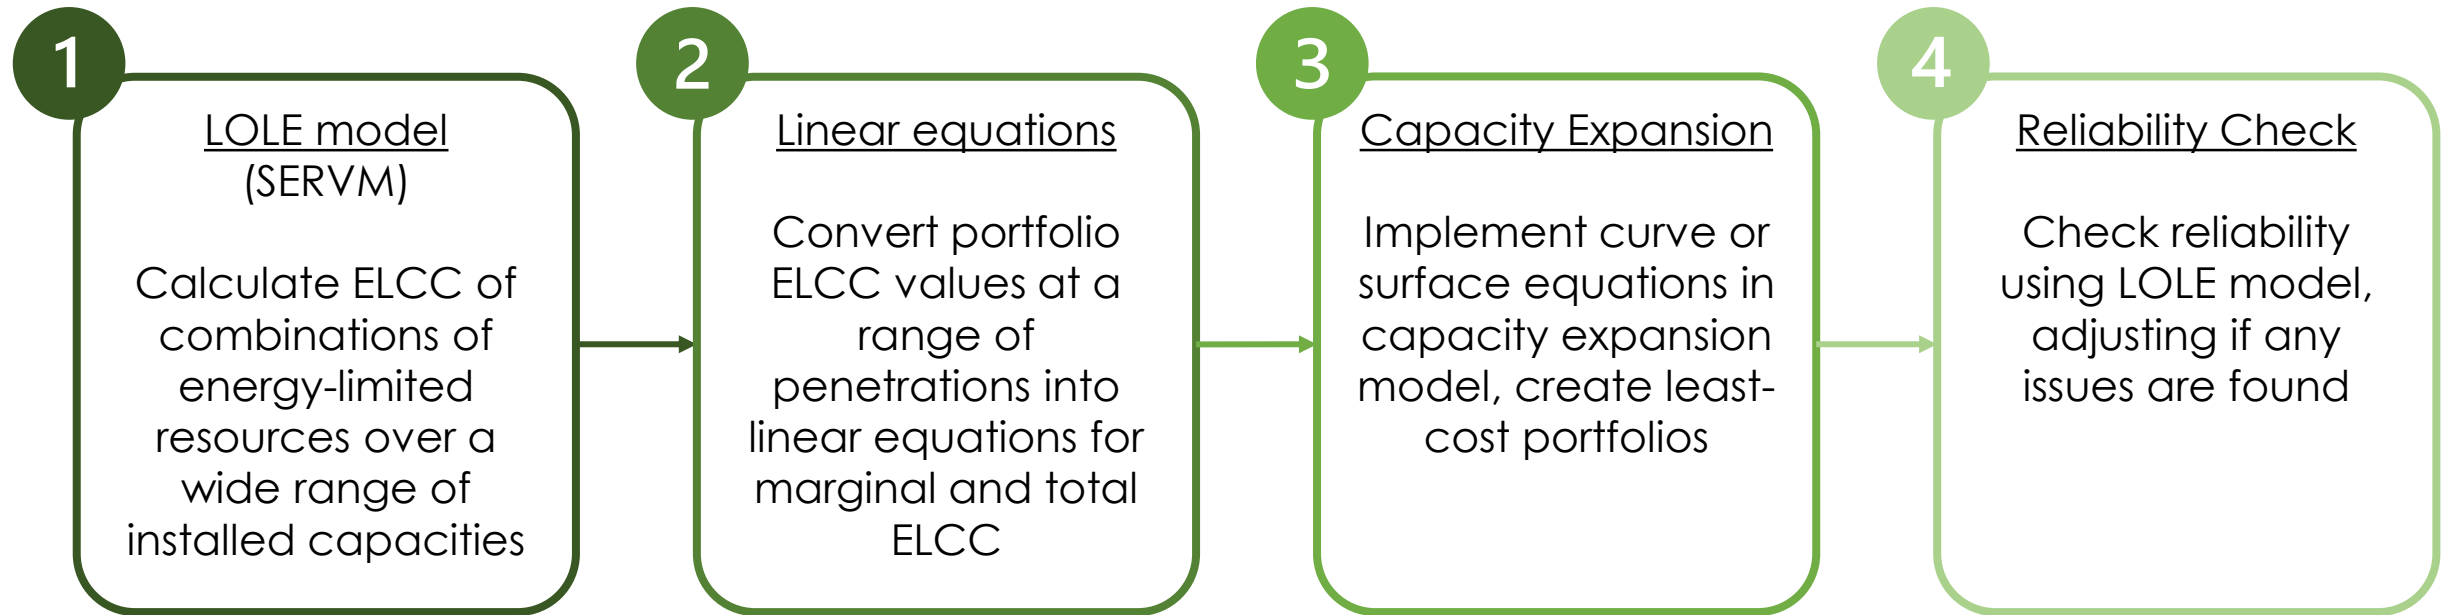 1
LOLE model
(SERVM)
Calculate ELCC of
combinations of
energy-limited
resources over a
wide range of
installed capacities
2
Linear equations
Convert portfolio
ELCC values at a
range of
penetrations into
linear equations for
marginal and total
ELCC
3
Capacity Expansion
Implement curve or
surface equations in
capacity expansion
model, create least-
cost portfolios
4
Reliability Check
Check reliability
using LOLE model,
adjusting if any
issues are found